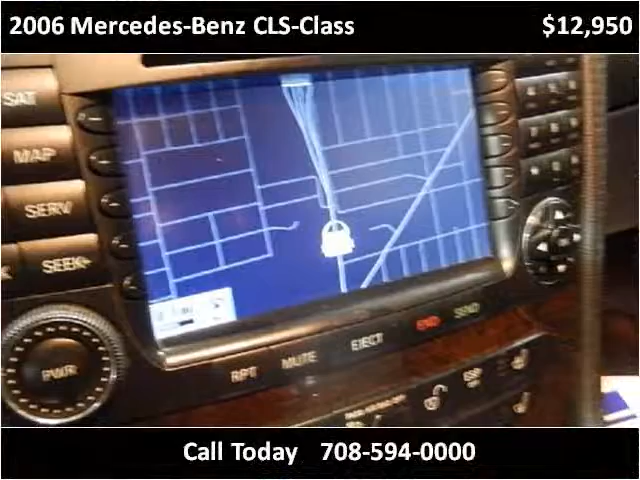 2006 Mercedes-Benz CLS-Class $12,950
SAT
MAP
SERV
SEEK+
PWR
RPT MUTE EJECT END SEND
Call Today 708-594-0000